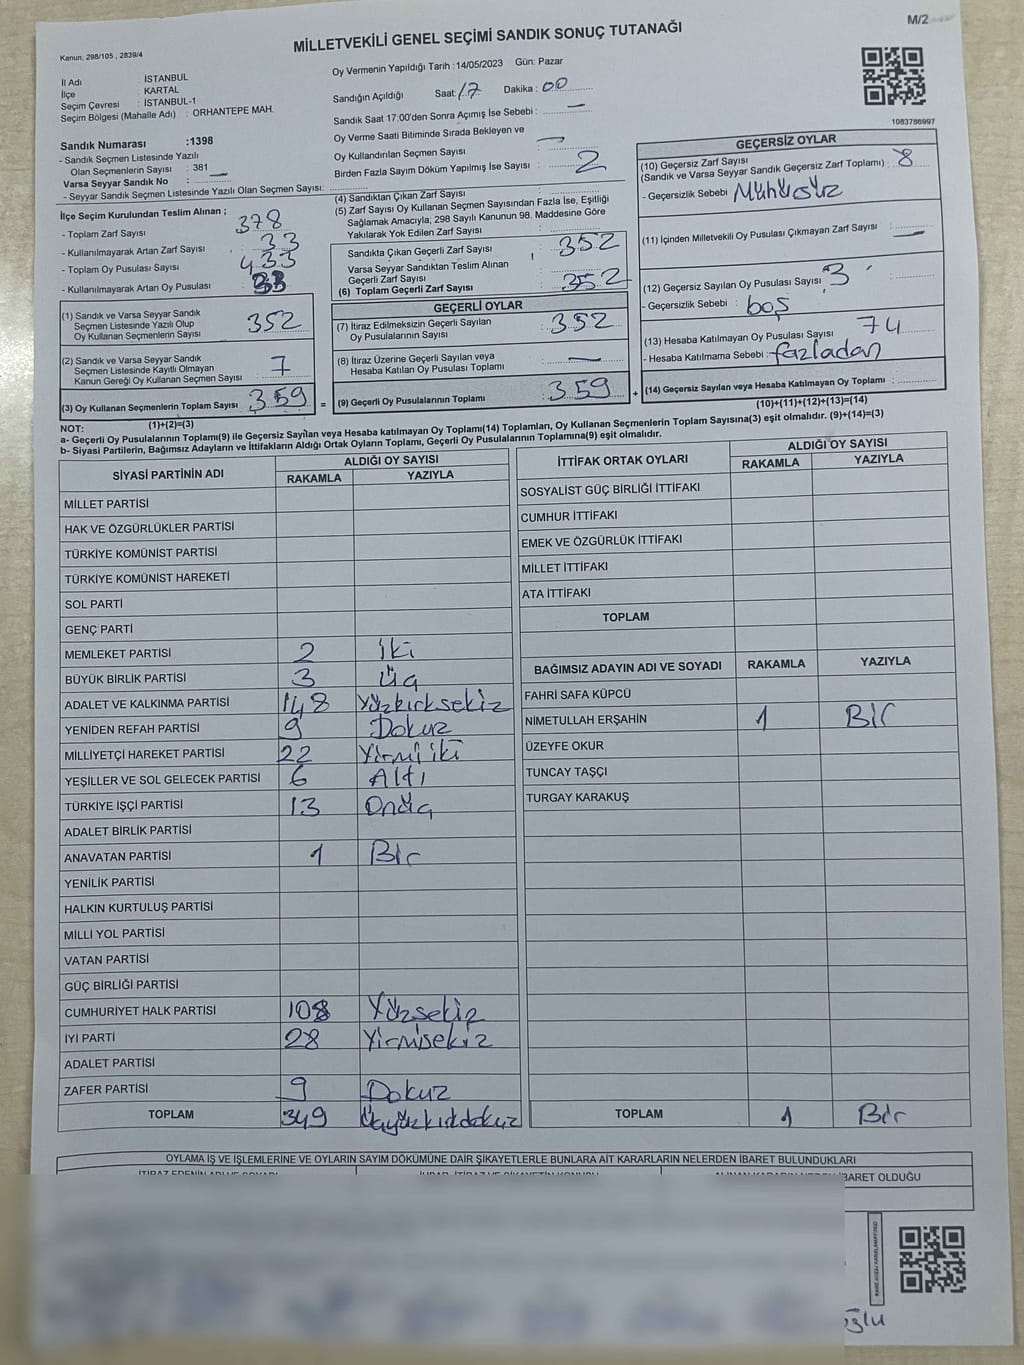 M/2
Kanun; 298/105 , 2839/4
MİLLETVEKİLİ GENEL SEÇİMİ SANDIK SONUÇ TUTANAĞI
İl Adı : İSTANBUL
İlçe : KARTAL
Seçim Çevresi : İSTANBUL-1
Seçim Bölgesi (Mahalle Adı) : ORHANTEPE MAH.
Sandık Numarası :1398
- Sandık Seçmen Listesinde Yazılı
Olan Seçmenlerin Sayısı : 381
Varsa Seyyar Sandık No : —
- Seyyar Sandık Seçmen Listesinde Yazılı Olan Seçmen Sayısı:
Oy Vermenin Yapıldığı Tarih :14/05/2023 Gün: Pazar
Sandığın Açıldığı Saat: 17 Dakika : 00
Sandık Saat 17:00'den Sonra Açımış İse Sebebi : —
Oy Verme Saati Bitiminde Sırada Bekleyen ve
Oy Kullandırılan Seçmen Sayısı : —
Birden Fazla Sayım Döküm Yapılmış İse Sayısı : 2
1083786997
İlçe Seçim Kurulundan Teslim Alınan ;
- Toplam Zarf Sayısı : 378
- Kullanılmayarak Artan Zarf Sayısı : 33
- Toplam Oy Pusulası Sayısı : 433
- Kullanılmayarak Artan Oy Pusulası : 33
(1) Sandık ve Varsa Seyyar Sandık
Seçmen Listesinde Yazılı Olup
Oy Kullanan Seçmenlerin Sayısı : 352
(2) Sandık ve Varsa Seyyar Sandık
Seçmen Listesinde Kayıtlı Olmayan
Kanun Gereği Oy Kullanan Seçmen Sayısı : 7
(3) Oy Kullanan Seçmenlerin Toplam Sayısı : 359
(1)+(2)=(3)
(4) Sandıktan Çıkan Zarf Sayısı :
(5) Zarf Sayısı Oy Kullanan Seçmen Sayısından Fazla İse, Eşitliği
Sağlamak Amacıyla; 298 Sayılı Kanunun 98. Maddesine Göre
Yakılarak Yok Edilen Zarf Sayısı :
Sandıkta Çıkan Geçerli Zarf Sayısı : 352
Varsa Seyyar Sandıktan Teslim Alınan
Geçerli Zarf Sayısı :
(6) Toplam Geçerli Zarf Sayısı : 352
GEÇERLİ OYLAR
(7) İtiraz Edilmeksizin Geçerli Sayılan
Oy Pusulalarının Sayısı : 352
(8) İtiraz Üzerine Geçerli Sayılan veya
Hesaba Katılan Oy Pusulası Toplamı : —
= (9) Geçerli Oy Pusulalarının Toplamı : 359 +
GEÇERSİZ OYLAR
(10) Geçersiz Zarf Sayısı
(Sandık ve Varsa Seyyar Sandık Geçersiz Zarf Toplamı) : 8
- Geçersizlik Sebebi : Mühürsüz
(11) İçinden Milletvekili Oy Pusulası Çıkmayan Zarf Sayısı : —
(12) Geçersiz Sayılan Oy Pusulası Sayısı : 3
- Geçersizlik Sebebi : boş
(13) Hesaba Katılmayan Oy Pusulası Sayısı : 74
- Hesaba Katılmama Sebebi : fazladan
(14) Geçersiz Sayılan veya Hesaba Katılmayan Oy Toplamı :
(10)+(11)+(12)+(13)=(14)
NOT:
a- Geçerli Oy Pusulalarının Toplamı(9) ile Geçersiz Sayılan veya Hesaba katılmayan Oy Toplamı(14) Toplamları, Oy Kullanan Seçmenlerin Toplam Sayısına(3) eşit olmalıdır. (9)+(14)=(3)
b- Siyasi Partilerin, Bağımsız Adayların ve İttifakların Aldığı Ortak Oyların Toplamı, Geçerli Oy Pusulalarının Toplamına(9) eşit olmalıdır.
SİYASİ PARTİNİN ADI
ALDIĞI OY SAYISI
RAKAMLA YAZIYLA
MİLLET PARTİSİ
HAK VE ÖZGÜRLÜKLER PARTİSİ
TÜRKİYE KOMÜNİST PARTİSİ
TÜRKİYE KOMÜNİST HAREKETİ
SOL PARTİ
GENÇ PARTİ
MEMLEKET PARTİSİ 2 İki
BÜYÜK BİRLİK PARTİSİ 3 Üç
ADALET VE KALKINMA PARTİSİ 148 Yüzkırksekiz
YENİDEN REFAH PARTİSİ 9 Dokuz
MİLLİYETÇİ HAREKET PARTİSİ 22 Yirmi iki
YEŞİLLER VE SOL GELECEK PARTİSİ 6 Altı
TÜRKİYE İŞÇİ PARTİSİ 13 Onüç
ADALET BİRLİK PARTİSİ
ANAVATAN PARTİSİ 1 Bir
YENİLİK PARTİSİ
HALKIN KURTULUŞ PARTİSİ
MİLLİ YOL PARTİSİ
VATAN PARTİSİ
GÜÇ BİRLİĞİ PARTİSİ
CUMHURİYET HALK PARTİSİ 108 Yüzsekiz
İYİ PARTİ 28 Yirmisekiz
ADALET PARTİSİ
ZAFER PARTİSİ 9 Dokuz
TOPLAM 349 Üçyüzkırkdokuz
İTTİFAK ORTAK OYLARI
ALDIĞI OY SAYISI
RAKAMLA YAZIYLA
SOSYALİST GÜÇ BİRLİĞİ İTTİFAKI
CUMHUR İTTİFAKI
EMEK VE ÖZGÜRLÜK İTTİFAKI
MİLLET İTTİFAKI
ATA İTTİFAKI
TOPLAM
BAĞIMSIZ ADAYIN ADI VE SOYADI RAKAMLA YAZIYLA
FAHRİ SAFA KÜPCÜ
NİMETULLAH ERŞAHİN 1 Bir
ÜZEYFE OKUR
TUNCAY TAŞÇI
TURGAY KARAKUŞ
TOPLAM 1 Bir
OYLAMA İŞ VE İŞLEMLERİNE VE OYLARIN SAYIM DÖKÜMÜNE DAİR ŞİKAYETLERLE BUNLARA AİT KARARLARIN NELERDEN İBARET BULUNDUKLARI
İBARET OLDUĞU
oğlu